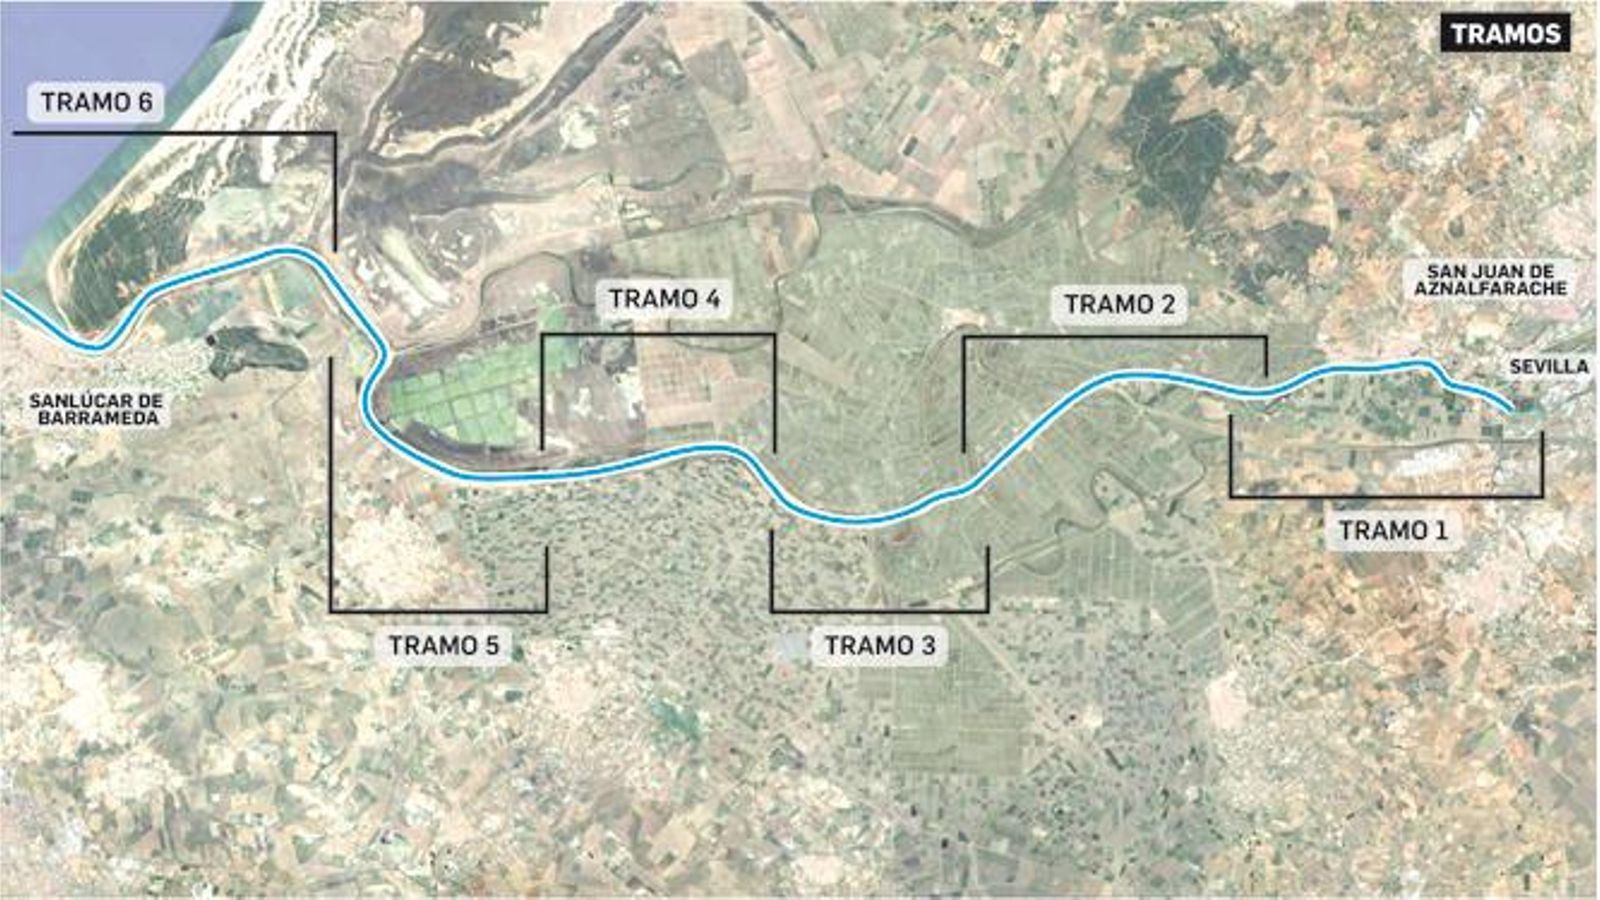 TRAMOS
TRAMO 6
SAN JUAN DE
AZNALFARACHE
TRAMO 4
TRAMO 2
SEVILLA
SANLÚCAR DE
BARRAMEDA
TRAMO 1
TRAMO 5
TRAMO 3